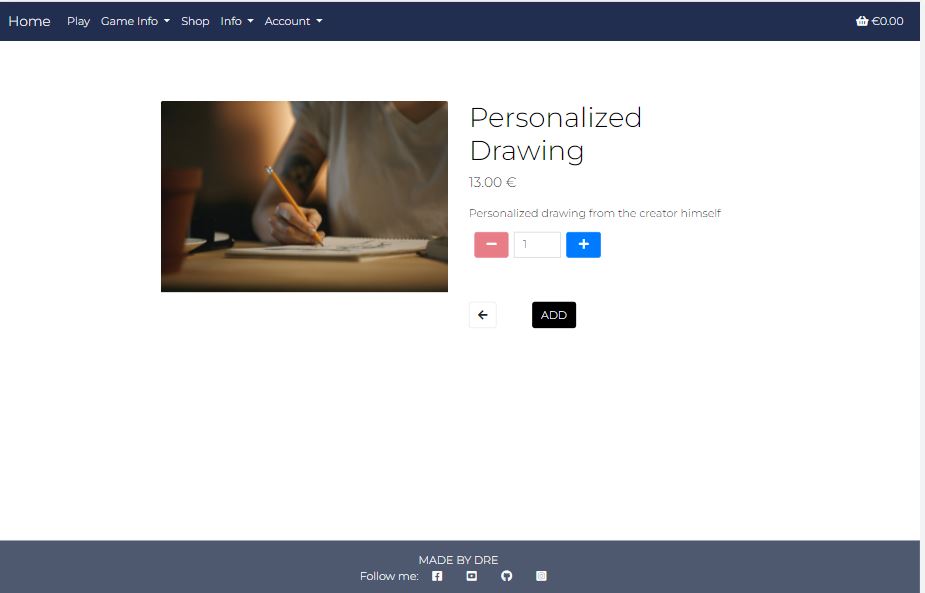 Home Play Game Info Shop Info Account €0.00
Personalized
Drawing
13.00 €
Personalized drawing from the creator himself
1
ADD
MADE BY DRE
Follow me: